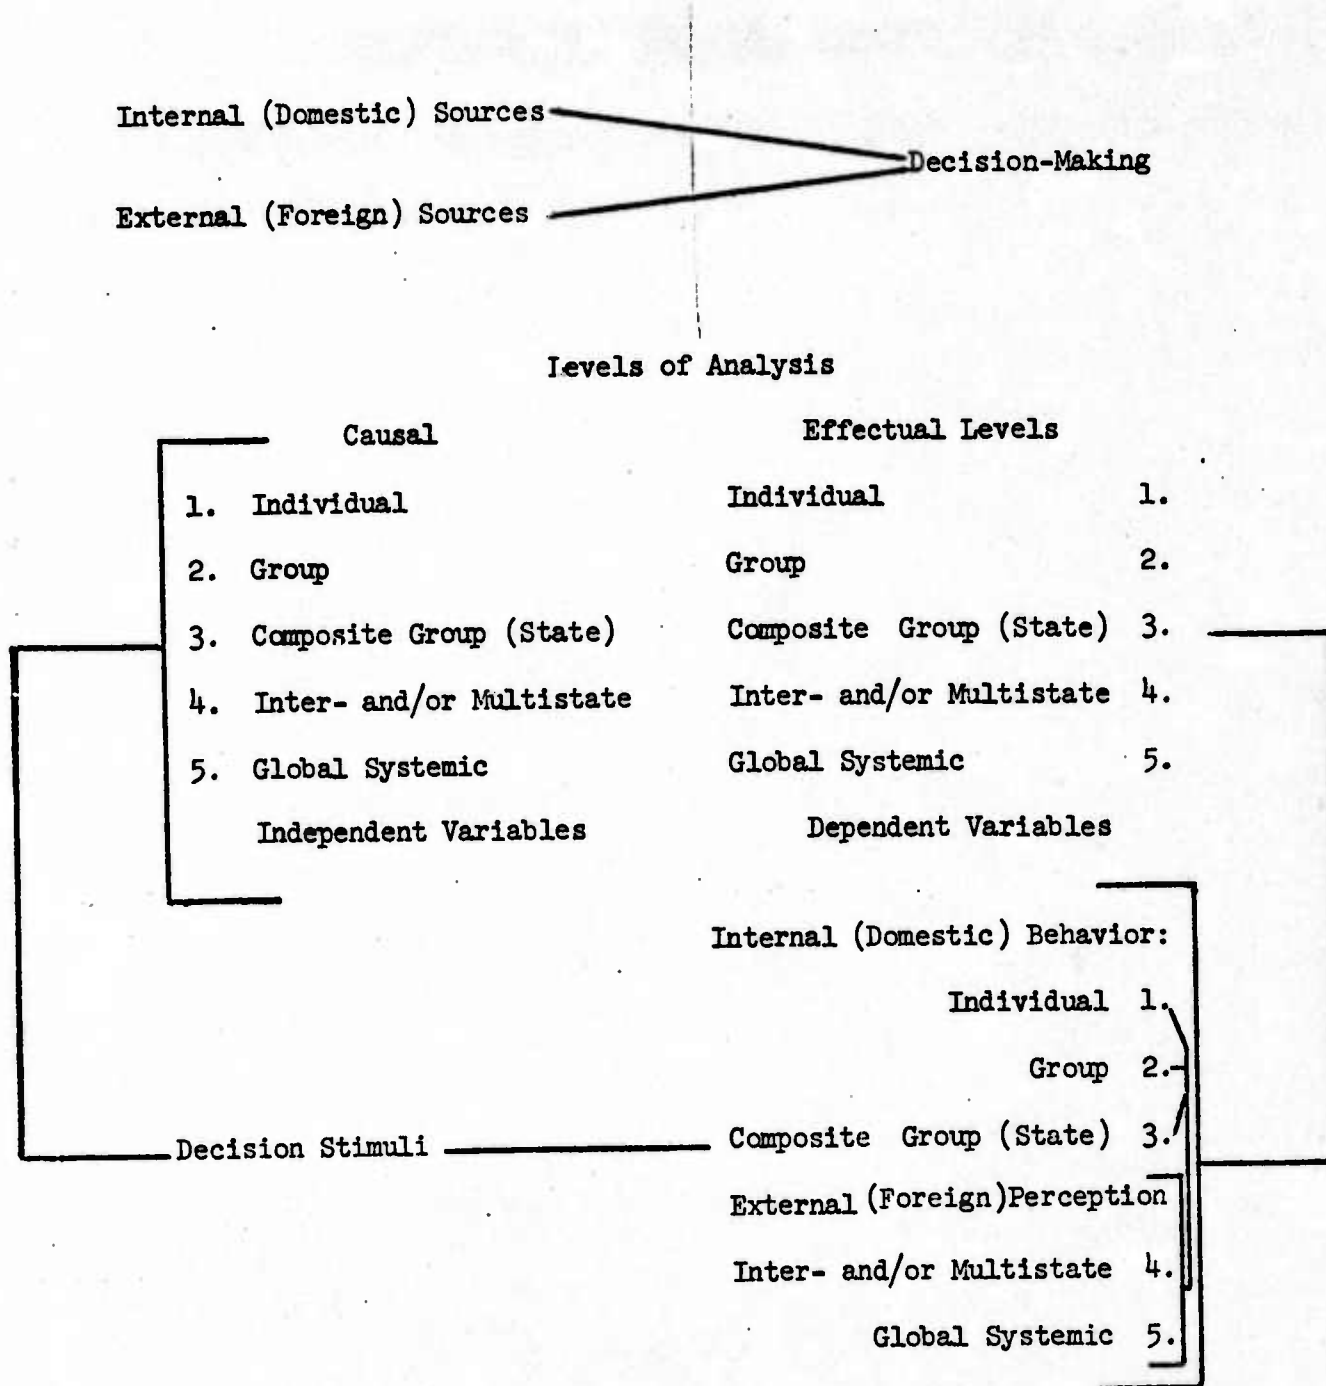 Internal (Domestic) Sources
Decision-Making
External (Foreign) Sources
Levels of Analysis
Causal
Effectual Levels
1. Individual
Individual 1.
2. Group
Group 2.
3. Composite Group (State)
Composite Group (State) 3.
4. Inter- and/or Multistate
Inter- and/or Multistate 4.
5. Global Systemic
Global Systemic 5.
Independent Variables
Dependent Variables
Internal (Domestic) Behavior:
Individual 1.
Group 2.
Decision Stimuli
Composite Group (State) 3.
External (Foreign)Perception
Inter- and/or Multistate 4.
Global Systemic 5.